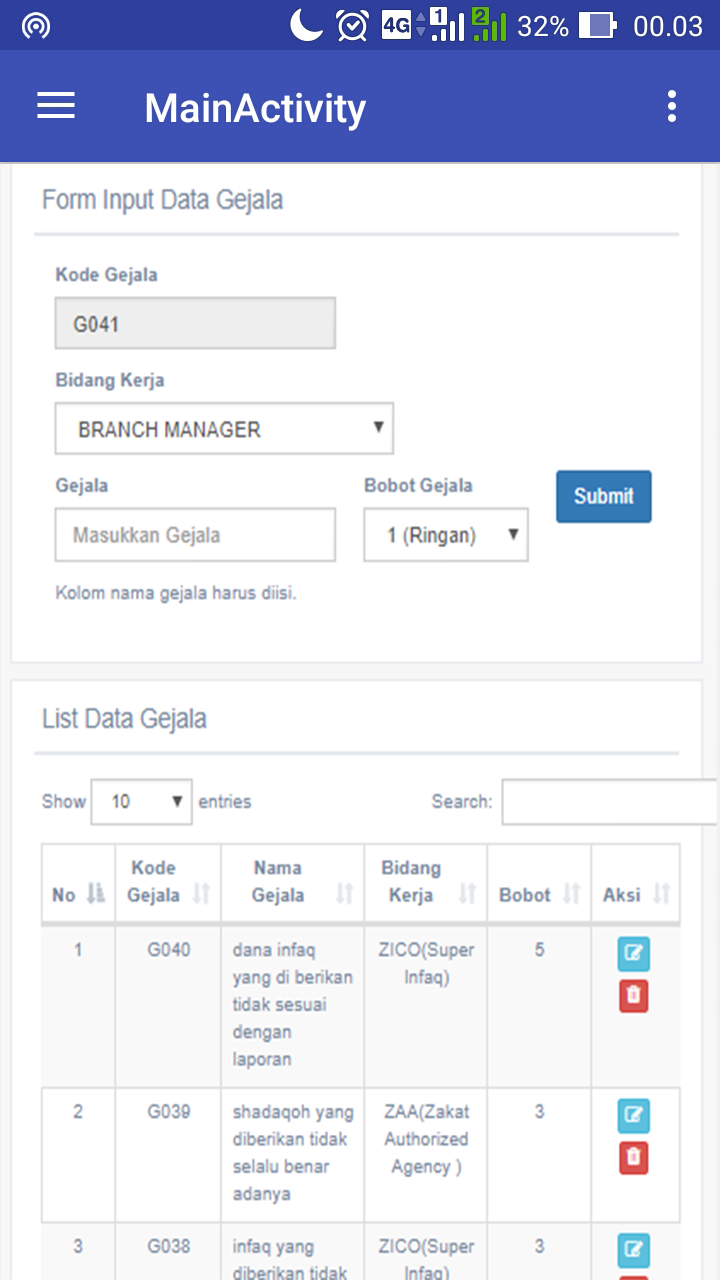 4G 1 2 32% 00.03
MainActivity
Form Input Data Gejala
Kode Gejala
G041
Bidang Kerja
BRANCH MANAGER
Gejala Bobot Gejala
Masukkan Gejala 1 (Ringan) Submit
Kolom nama gejala harus diisi.
List Data Gejala
Show 10 entries Search:
No Kode Gejala Nama Gejala Bidang Kerja Bobot Aksi
1 G040 dana infaq ZICO(Super 5
yang di berikan Infaq)
tidak sesuai
dengan
laporan
2 G039 shadaqoh yang ZAA(Zakat 3
diberikan tidak Authorized
selalu benar Agency )
adanya
3 G038 infaq yang ZICO(Super 3
diberikan tidak Infaq)